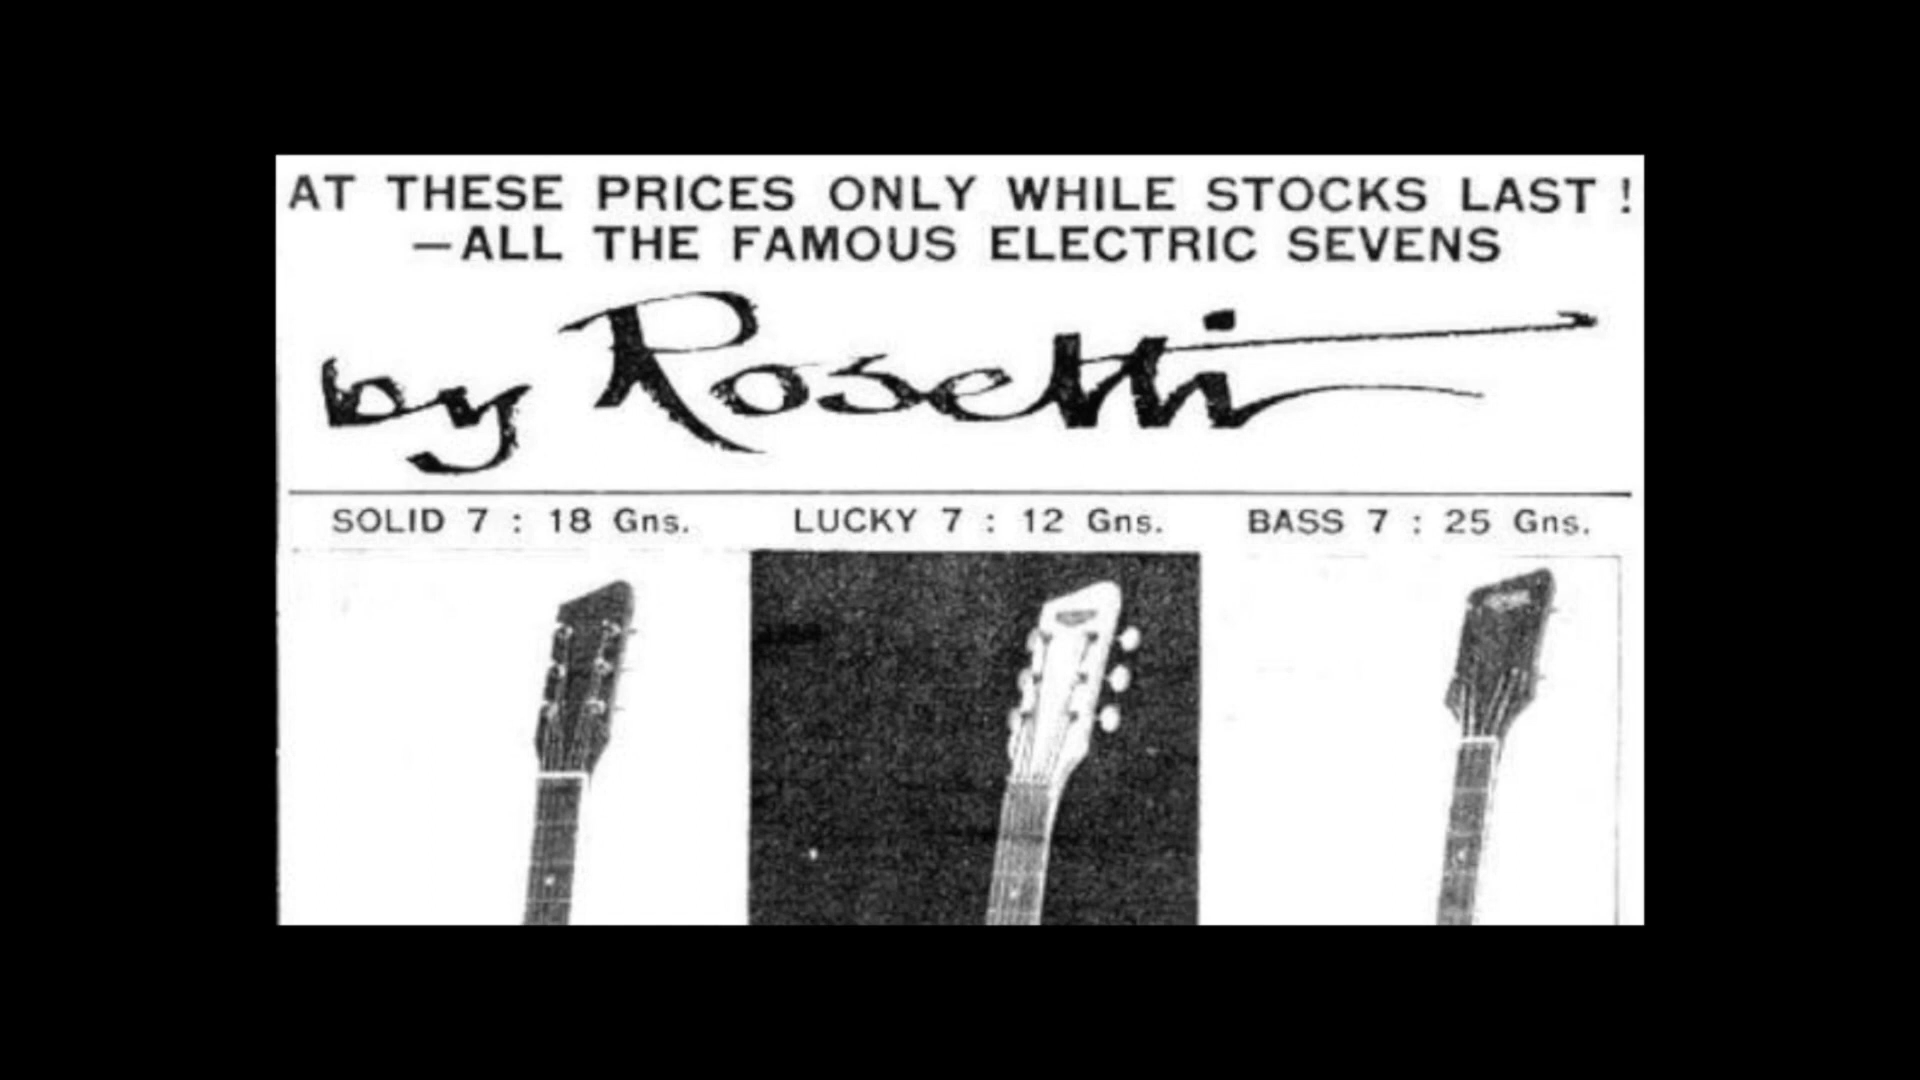 AT THESE PRICES ONLY WHILE STOCKS LAST !
—ALL THE FAMOUS ELECTRIC SEVENS
by Rosetti
SOLID 7 : 18 Gns. LUCKY 7 : 12 Gns. BASS 7 : 25 Gns.